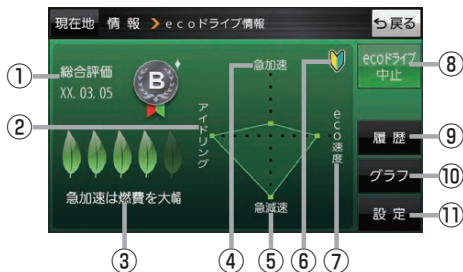 現在地 情報 ecoドライブ情報 戻る
① 総合評価 B
XX. 03. 05
② アイドリング
④ 急加速
⑥
ecoドライブ
中止 ⑧
eco速度
履歴 ⑨
グラフ ⑩
急加速は燃費を大幅
急減速
設定 ⑪
③ ④ ⑤ ⑥ ⑦